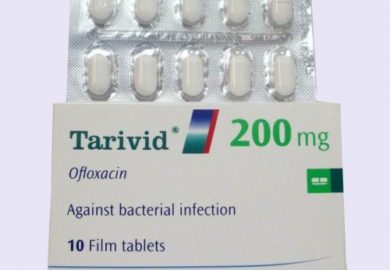 Tarivid® 200 mg
Ofloxacin
Against bacterial infection
10 Film tablets